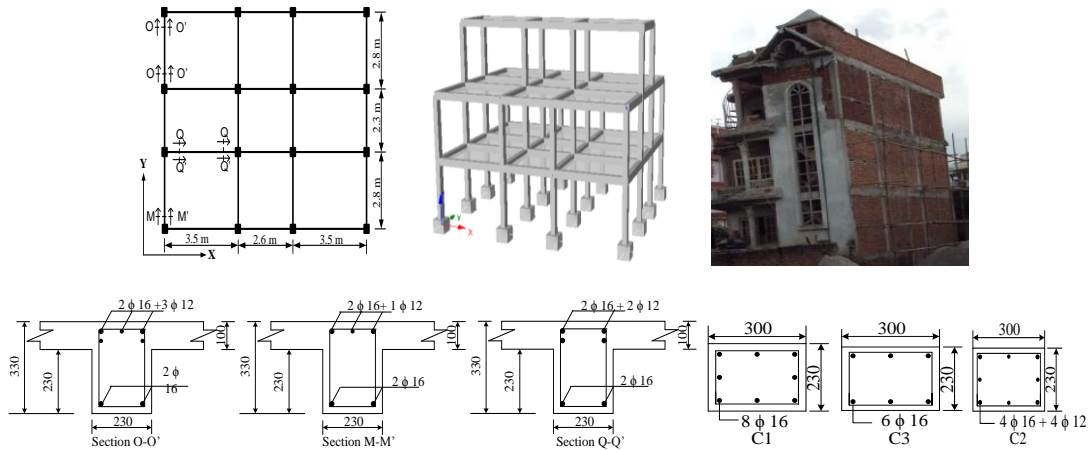 O O'
O O'
2.8 m
2.3 m
2.8 m
Q Q
Q' Q'
Y
M M'
3.5 m 2.6 m 3.5 m
X
Y
X
2 ϕ 16 +3 ϕ 12
330
230
100
2 ϕ
16
230
Section O-O’
2 ϕ 16+ 1 ϕ 12
330
230
100
2 ϕ 16
230
Section M-M’
2 ϕ 16 + 2 ϕ 12
330
230
100
2 ϕ 16
230
Section Q-Q’
300
230
8 ϕ 16
C1
300
230
6 ϕ 16
C3
300
230
4 ϕ 16 + 4 ϕ 12
C2